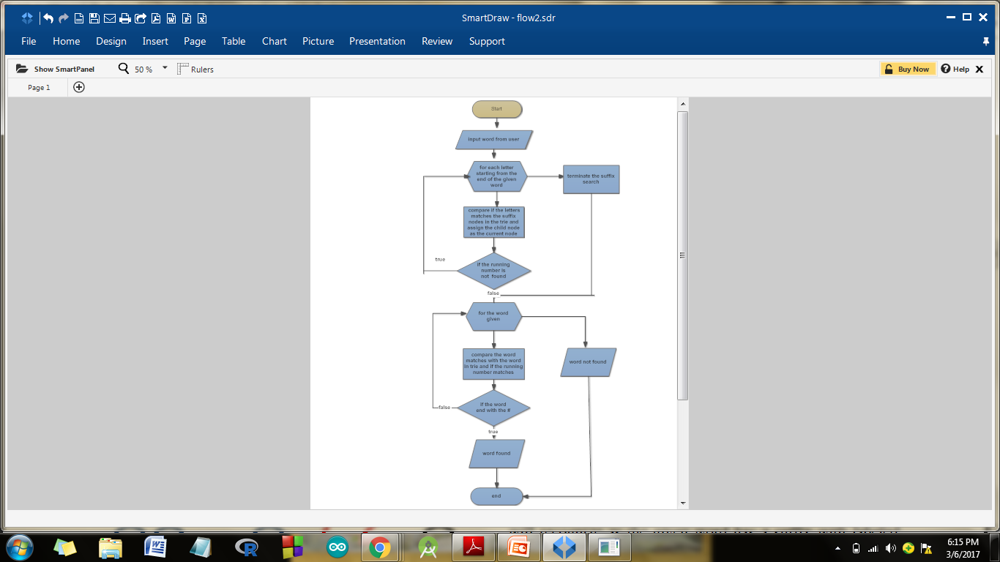 SmartDraw - flow2.sdr
File Home Design Insert Page Table Chart Picture Presentation Review Support
Show SmartPanel 50 % Rulers Buy Now Help
Page 1
Start
input word from user
for each letter
starting from the
end of the given
word
terminate the suffix
search
compare if the letters
matches the suffix
nodes in the trie and
assign the child node
as the current node
true
if the running
number is
not found
false
for the word
given
compare the word
matches with the word
in trie and if the running
number matches
word not found
false
if the word
end with the #
true
word found
end
6:15 PM
3/6/2017